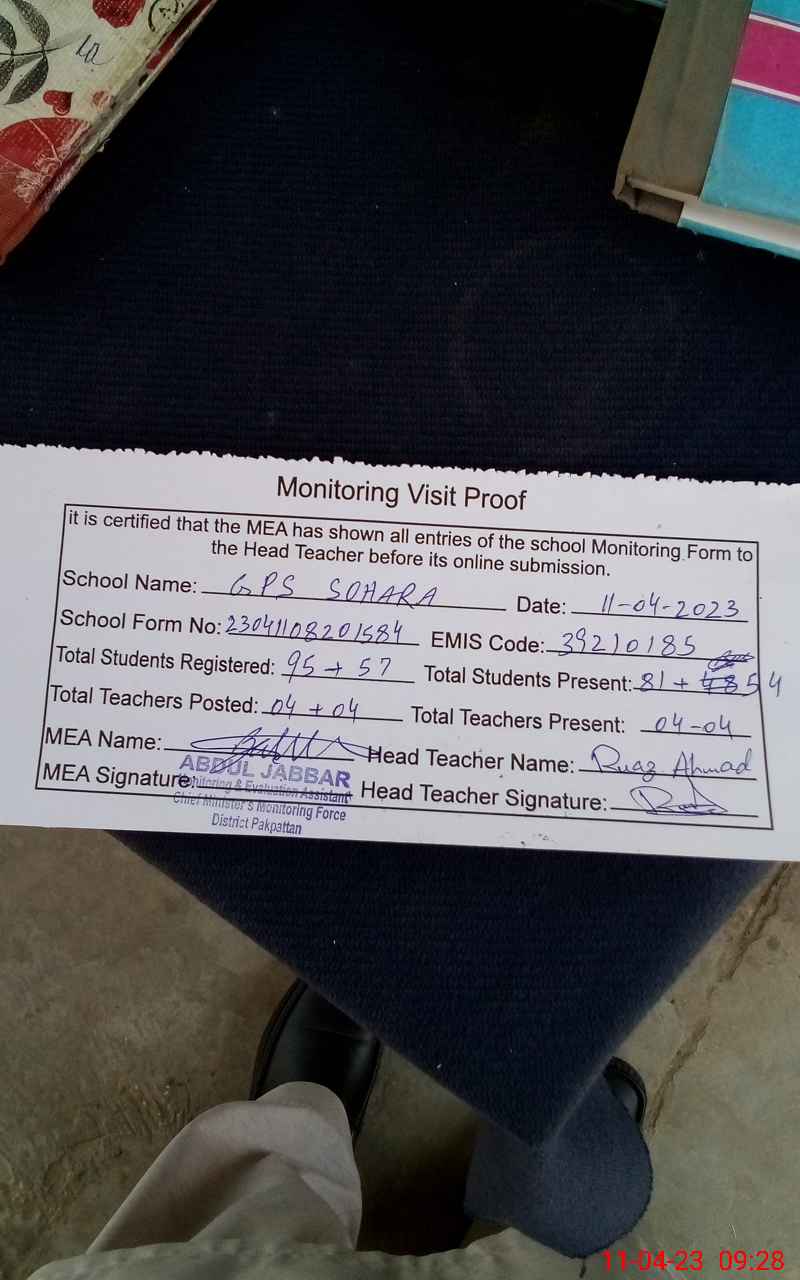 Monitoring Visit Proof
it is certified that the MEA has shown all entries of the school Monitoring Form to
the Head Teacher before its online submission.
School Name: GPS SOHARA Date: 11-04-2023
School Form No: 23041108201584 EMIS Code: 39210185
Total Students Registered: 95 + 57 Total Students Present: 81 + 54
Total Teachers Posted: 04 + 04 Total Teachers Present: 04-04
MEA Name: Head Teacher Name: Riaz Ahmad
MEA Signature: Head Teacher Signature:
ABDUL JABBAR
Monitoring & Evaluation Assistant
Chief Minister's Monitoring Force
District Pakpattan
11-04-23 09:28